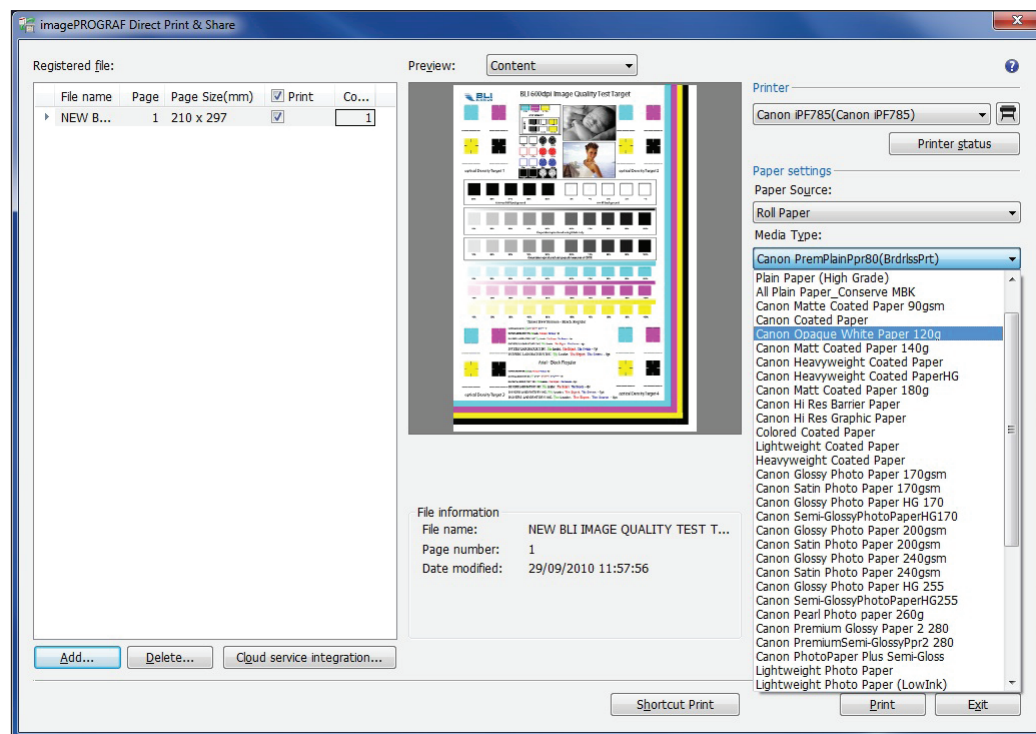 imagePROGRAF Direct Print & Share
Registered file:
File name Page Page Size(mm) Print Co...
NEW B... 1 210 x 297 1
Add... Delete... Cloud service integration...
Preview: Content
BLI
BLI 600dpi Image Quality Test Target
File information
File name: NEW BLI IMAGE QUALITY TEST T...
Page number: 1
Date modified: 29/09/2010 11:57:56
Printer
Canon iPF785(Canon iPF785)
Printer status
Paper settings
Paper Source:
Roll Paper
Media Type:
Canon PremPlainPpr80(BrdrlssPrt)
Plain Paper (High Grade)
All Plain Paper_Conserve MBK
Canon Matte Coated Paper 90gsm
Canon Coated Paper
Canon Opaque White Paper 120g
Canon Matt Coated Paper 140g
Canon Heavyweight Coated Paper
Canon Heavyweight Coated PaperHG
Canon Matt Coated Paper 180g
Canon Hi Res Barrier Paper
Canon Hi Res Graphic Paper
Colored Coated Paper
Lightweight Coated Paper
Heavyweight Coated Paper
Canon Glossy Photo Paper 170gsm
Canon Satin Photo Paper 170gsm
Canon Glossy Photo Paper HG 170
Canon Semi-GlossyPhotoPaperHG170
Canon Glossy Photo Paper 200gsm
Canon Satin Photo Paper 200gsm
Canon Glossy Photo Paper 240gsm
Canon Satin Photo Paper 240gsm
Canon Glossy Photo Paper HG 255
Canon Semi-GlossyPhotoPaperHG255
Canon Pearl Photo paper 260g
Canon Premium Glossy Paper 2 280
Canon PremiumSemi-GlossyPpr2 280
Canon PhotoPaper Plus Semi-Gloss
Lightweight Photo Paper
Lightweight Photo Paper (LowInk)
Shortcut Print Print Exit